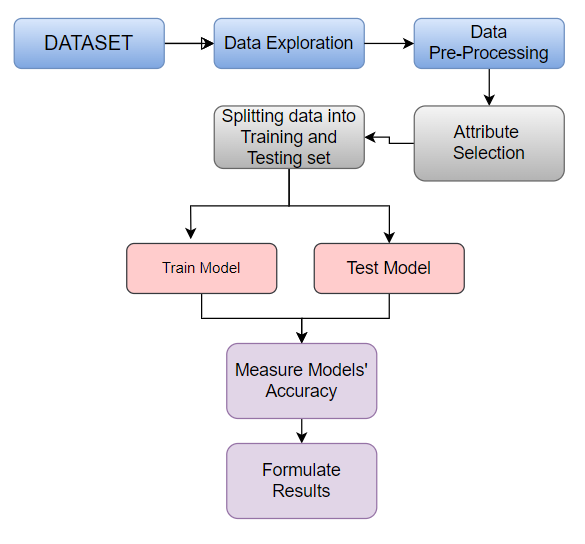 DATASET
Data Exploration
Data
Pre-Processing
Splitting data into
Training and
Testing set
Attribute
Selection
Train Model
Test Model
Measure Models'
Accuracy
Formulate
Results